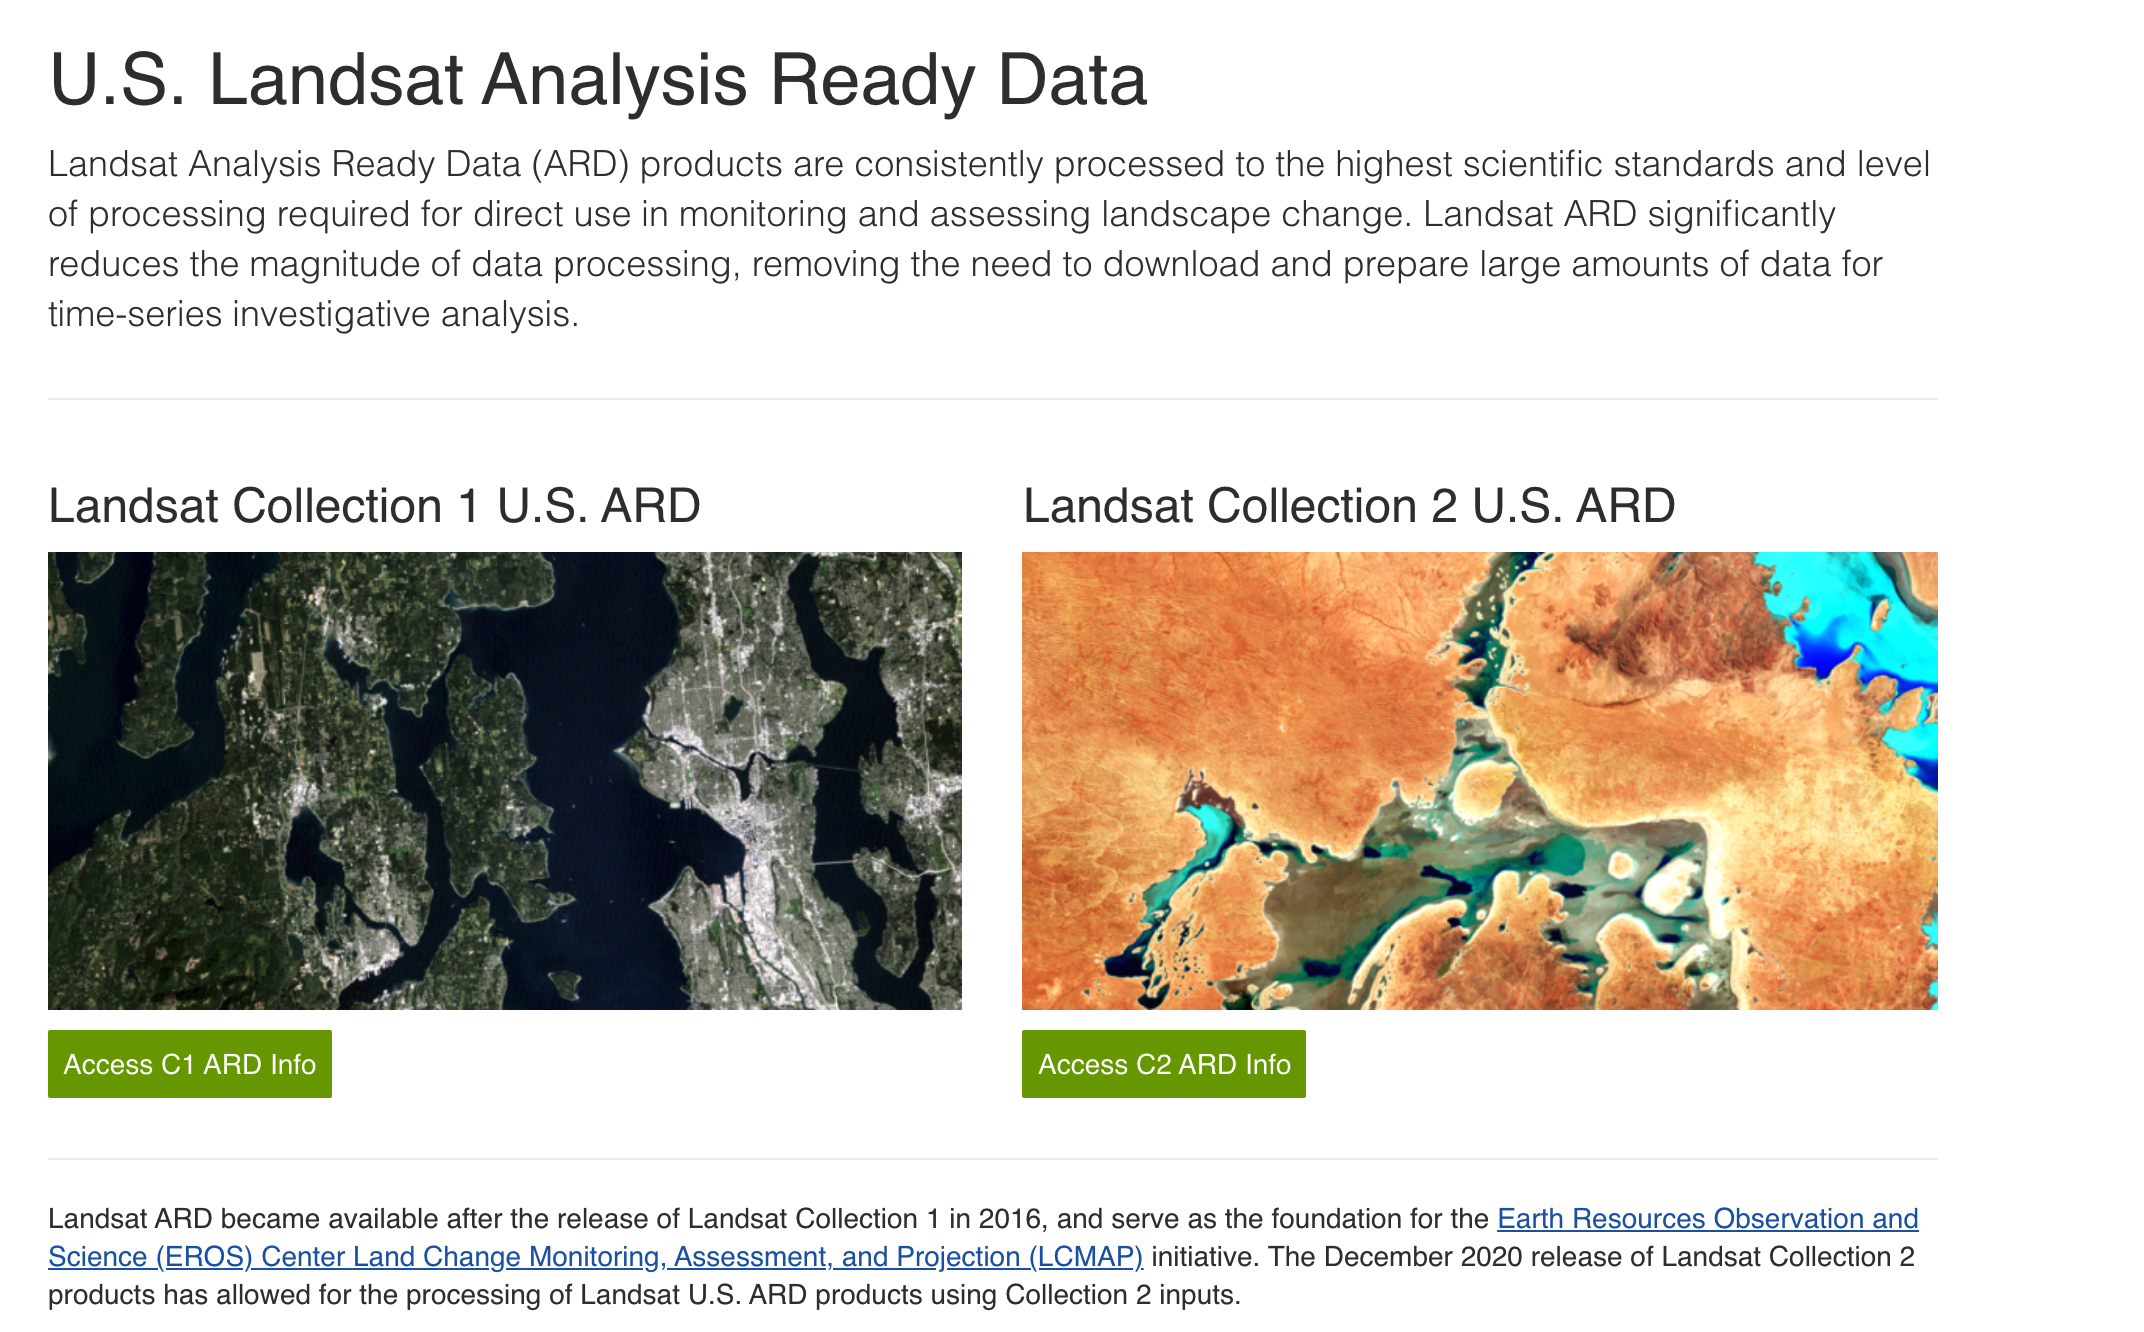 U.S. Landsat Analysis Ready Data
Landsat Analysis Ready Data (ARD) products are consistently processed to the highest scientific standards and level
of processing required for direct use in monitoring and assessing landscape change. Landsat ARD significantly
reduces the magnitude of data processing, removing the need to download and prepare large amounts of data for
time-series investigative analysis.
Landsat Collection 1 U.S. ARD
Access C1 ARD Info
Landsat Collection 2 U.S. ARD
Access C2 ARD Info
Landsat ARD became available after the release of Landsat Collection 1 in 2016, and serve as the foundation for the Earth Resources Observation and
Science (EROS) Center Land Change Monitoring, Assessment, and Projection (LCMAP) initiative. The December 2020 release of Landsat Collection 2
products has allowed for the processing of Landsat U.S. ARD products using Collection 2 inputs.